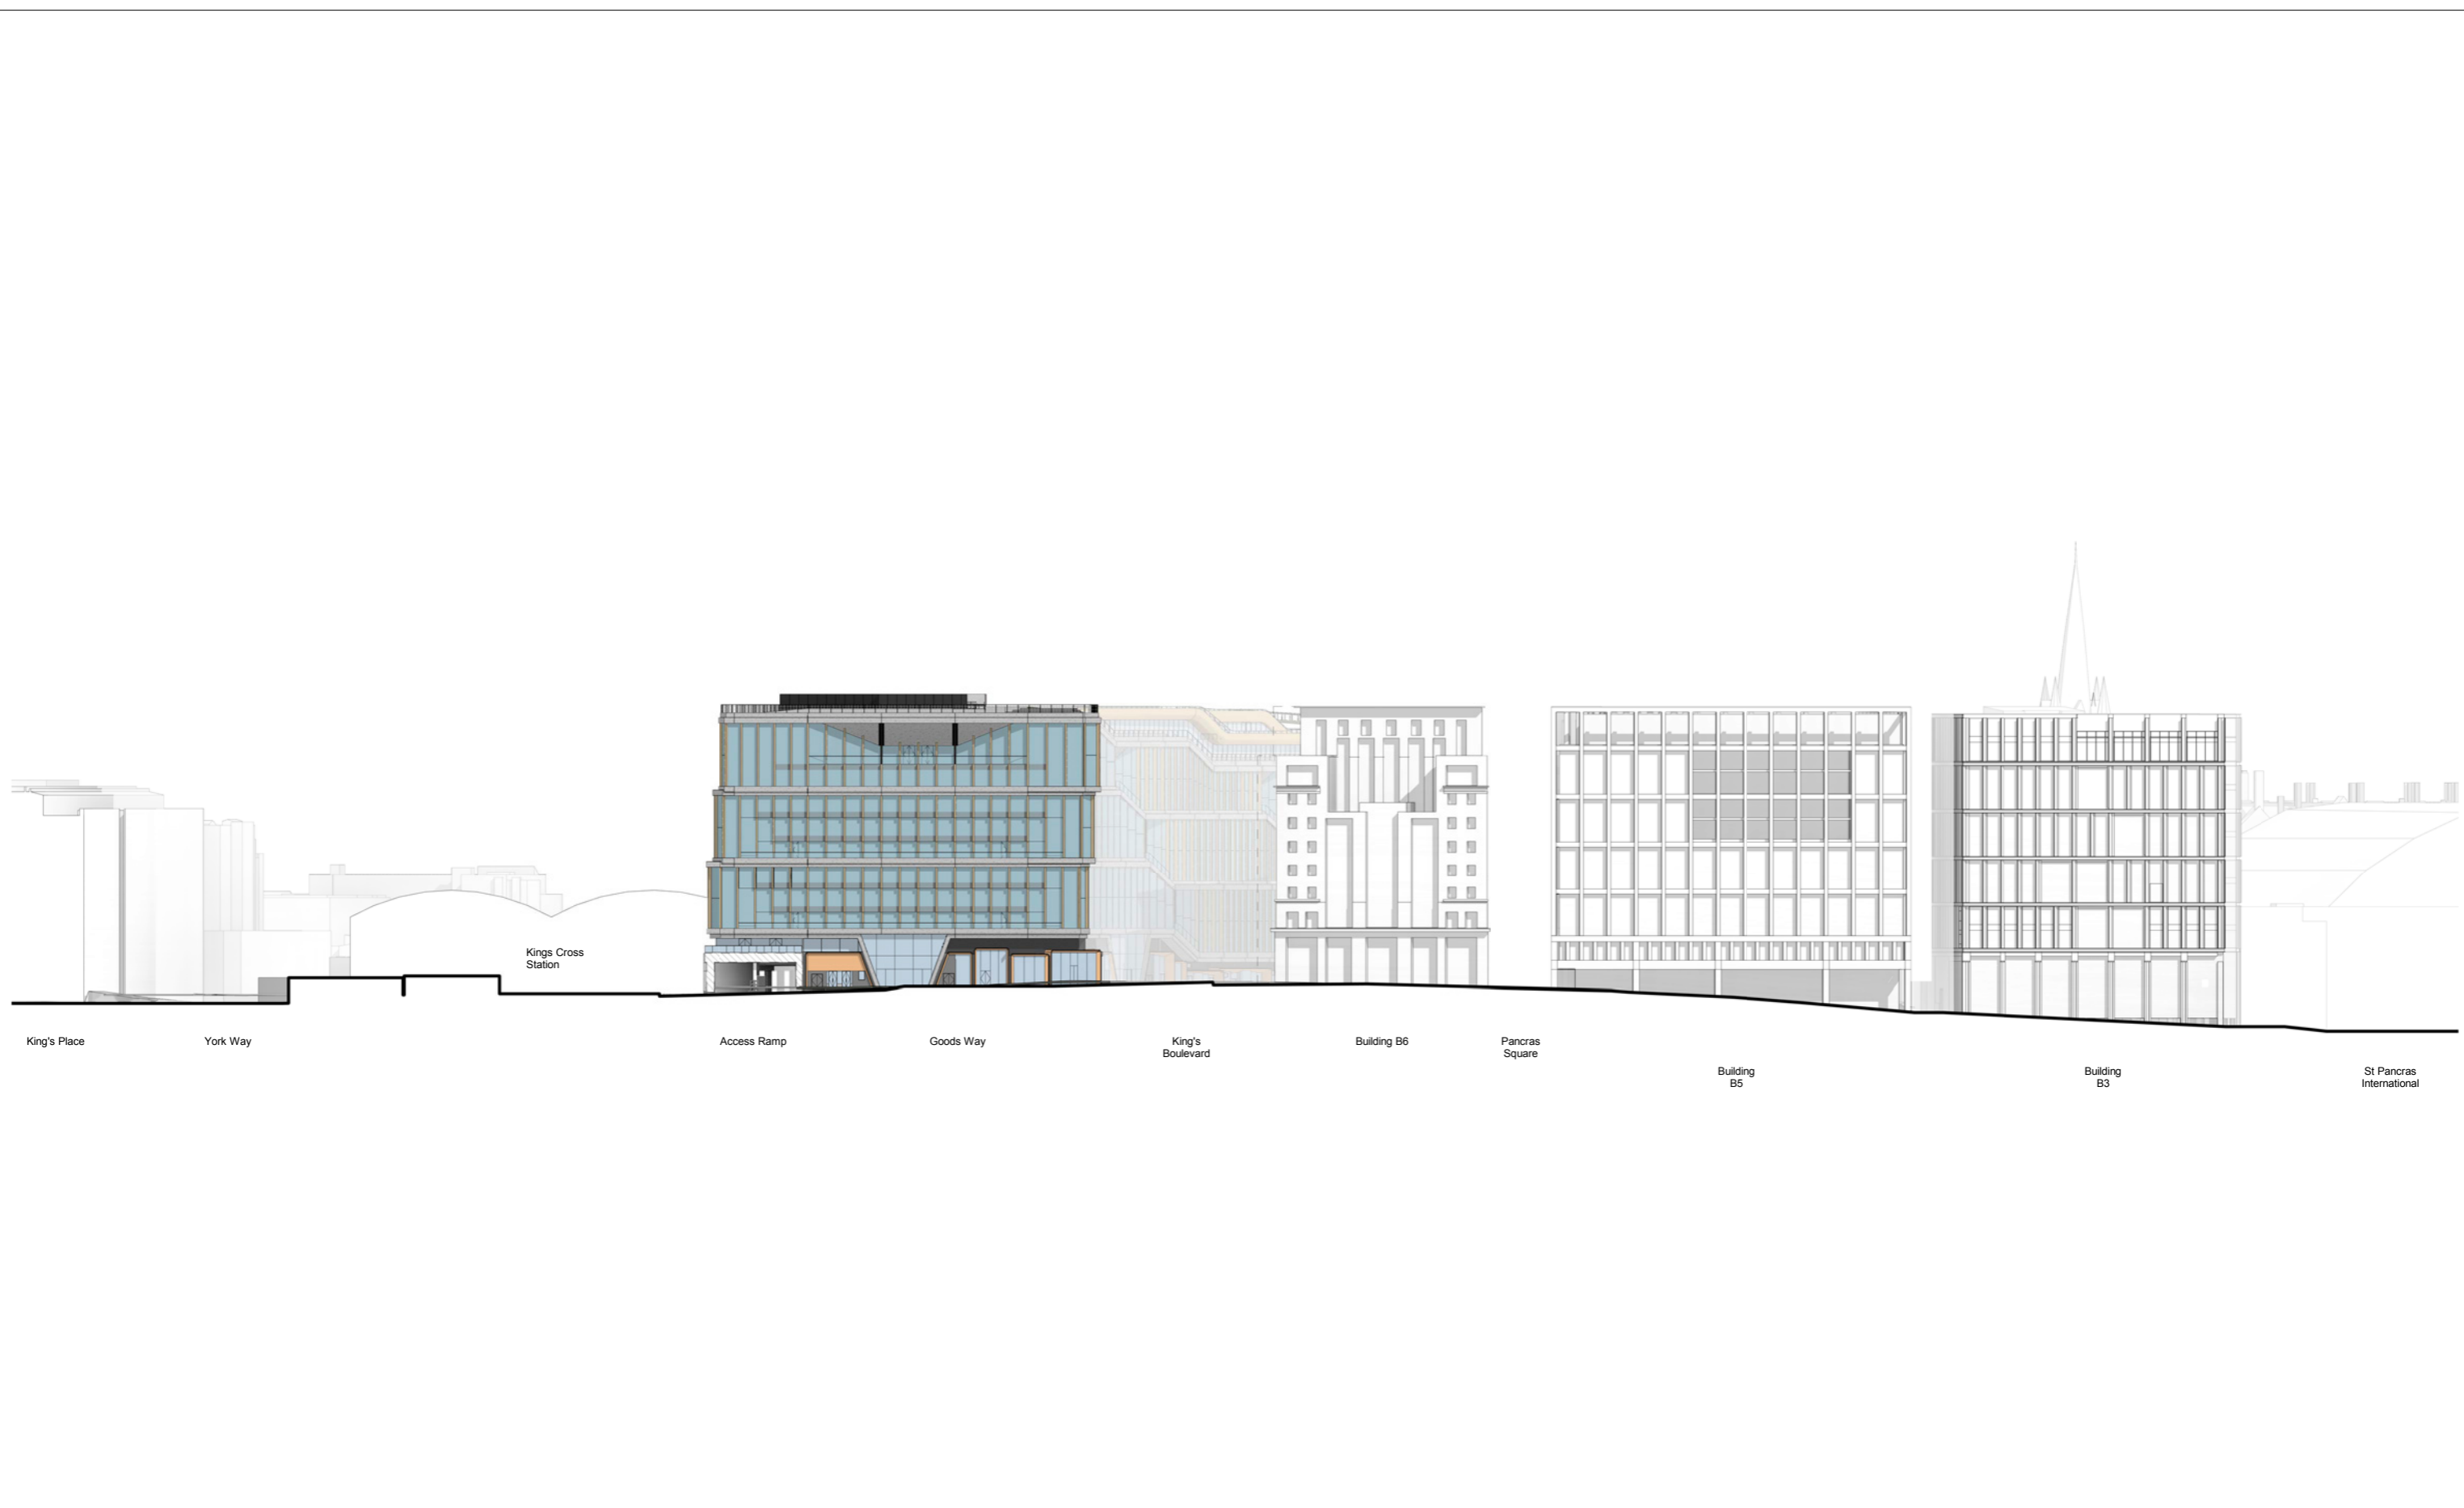 Kings Cross
Station
King's Place
York Way
Access Ramp
Goods Way
King's
Boulevard
Building B6
Pancras
Square
Building
B5
Building
B3
St Pancras
International